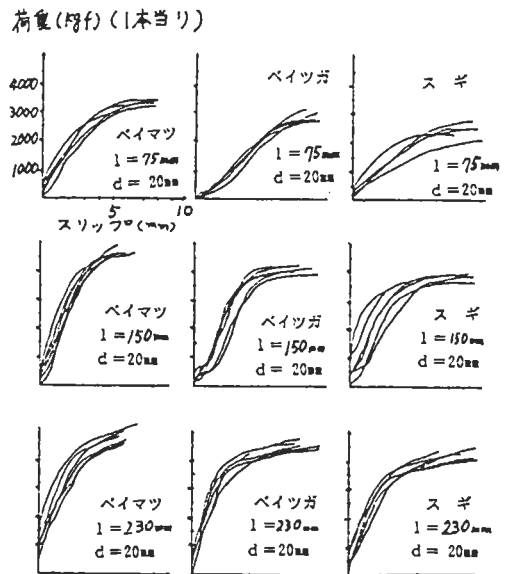 荷重(kgf)(1本当り)
4000
3000
2000
1000
ベイマツ
l=75mm
d=20mm
ベイツガ
l=75mm
d=20mm
スギ
l=75mm
d=20mm
5
10
スリップ(mm)
ベイマツ
l=150mm
d=20mm
ベイツガ
l=150mm
d=20mm
スギ
l=150mm
d=20mm
ベイマツ
l=230mm
d=20mm
ベイツガ
l=230mm
d=20mm
スギ
l=230mm
d=20mm